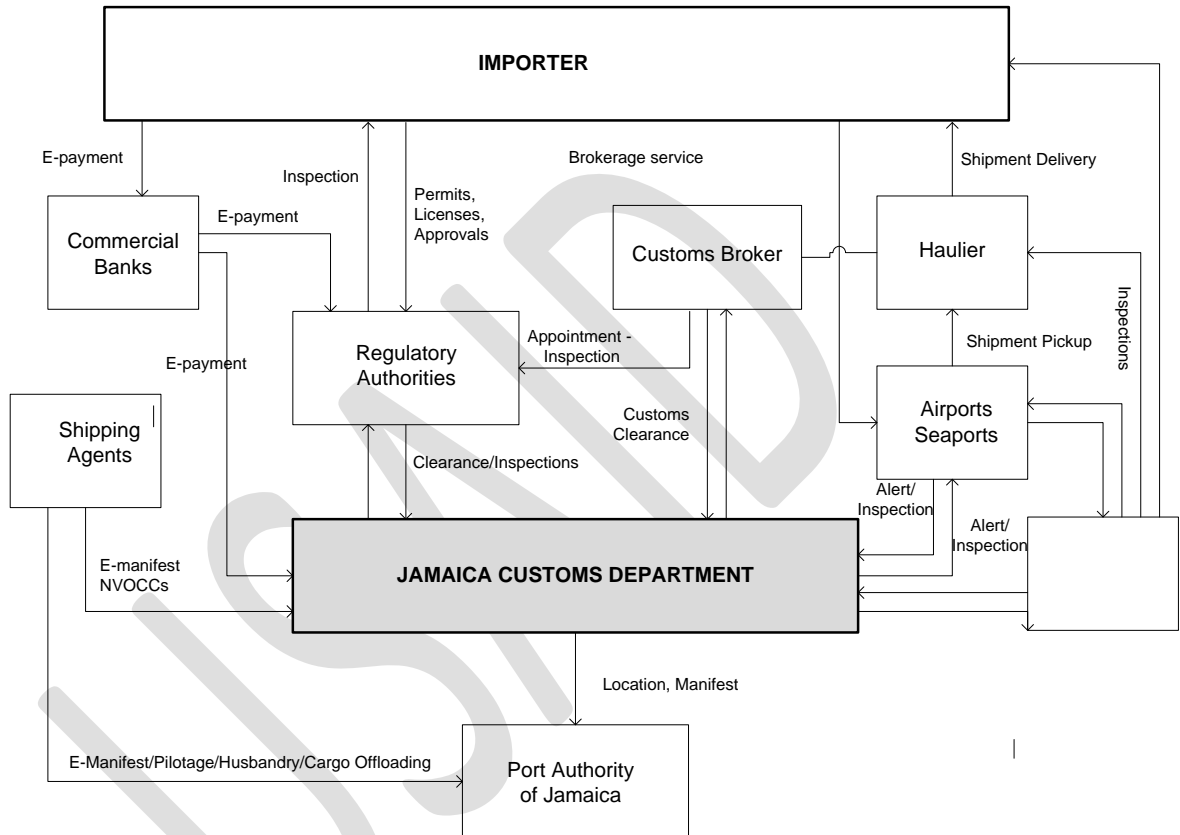 IMPORTER
E-payment
Inspection
Permits,
Licenses,
Approvals
Brokerage service
Shipment Delivery
Commercial
Banks
E-payment
Customs Broker
Haulier
Inspections
E-payment
Regulatory
Authorities
Appointment -
Inspection
Shipment Pickup
Shipping
Agents
Customs
Clearance
Airports
Seaports
Clearance/Inspections
Alert/
Inspection
Alert/
Inspection
E-manifest
NVOCCs
JAMAICA CUSTOMS DEPARTMENT
Location, Manifest
E-Manifest/Pilotage/Husbandry/Cargo Offloading
Port Authority
of Jamaica
USAID